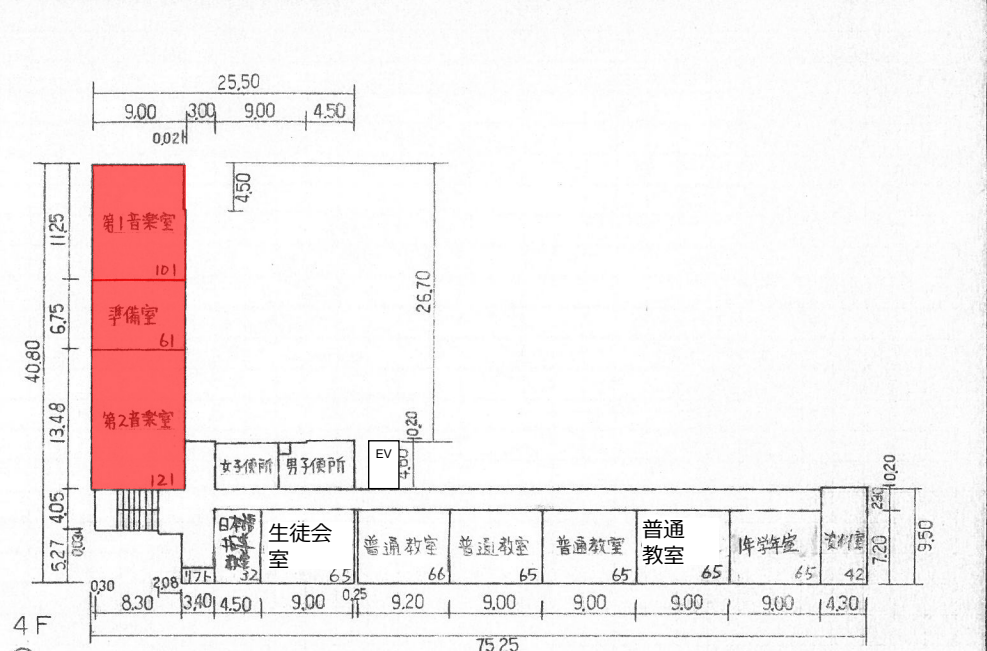 25,50
9,00 3,00 9,00 4,50
0,02
4,50
第1音楽室
11,25
101
26,70
準備室
6,75
61
40,80
第2音楽室
13,48
121
0,20
女子便所 男子便所
EV
4,60
0,20
4,05
2,30
生徒会
室
普通
教室
普通教室 普通教室 普通教室
1年学年室 資料室
7,20
9,50
5,27
0,034
リフト 32 65 66 65 65 65 65 42
0,30 2,08 0,25
8,30 3,40 4,50 9,00 9,20 9,00 9,00 9,00 9,00 4,30
4F
75,25